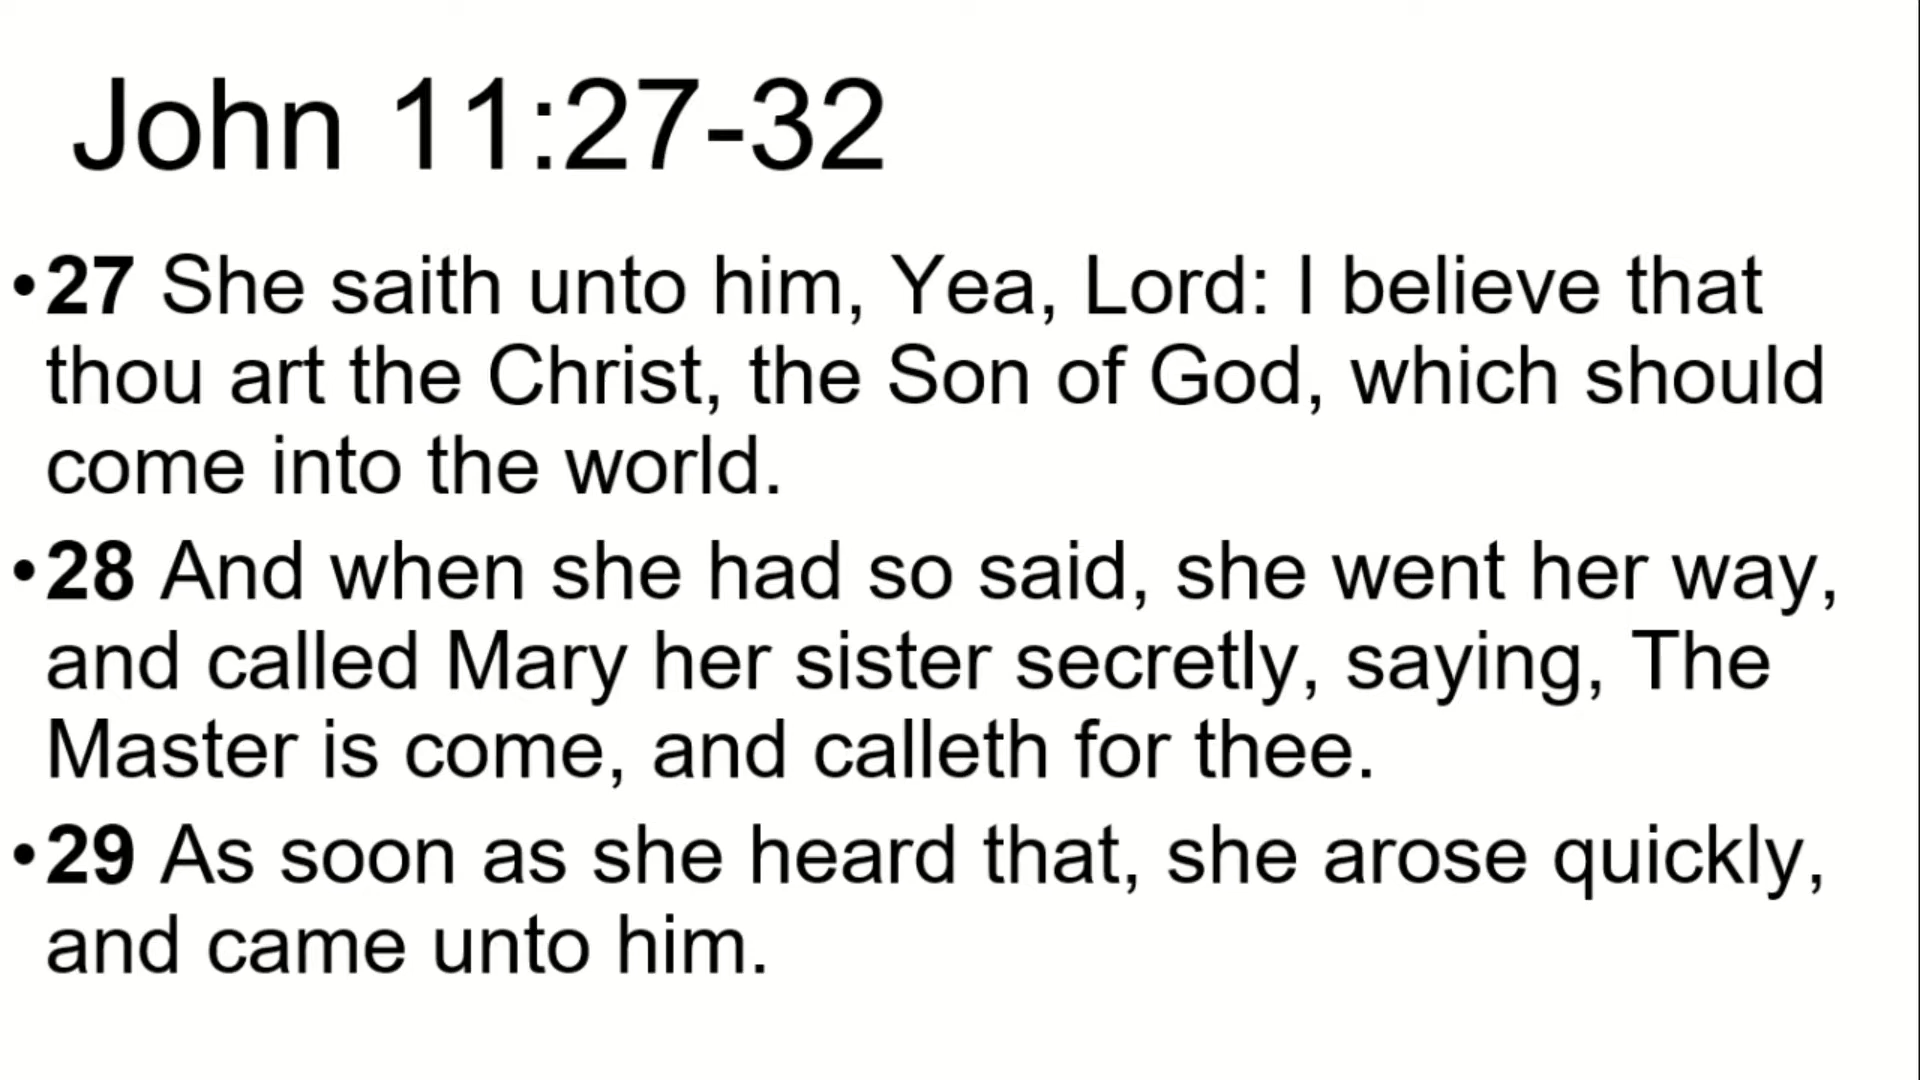 John 11:27-32
•27 She saith unto him, Yea, Lord: I believe that
thou art the Christ, the Son of God, which should
come into the world.
•28 And when she had so said, she went her way,
and called Mary her sister secretly, saying, The
Master is come, and calleth for thee.
•29 As soon as she heard that, she arose quickly,
and came unto him.